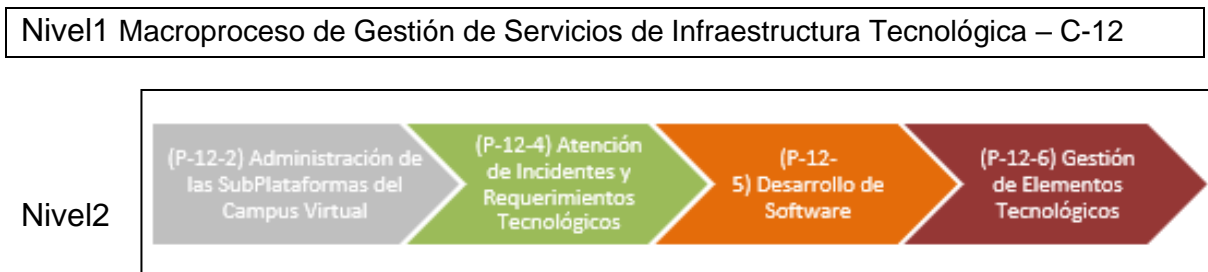 Nivel1 Macroproceso de Gestión de Servicios de Infraestructura Tecnológica – C-12
Nivel2
(P-12-2) Administración de
las SubPlataformas del
Campus Virtual
(P-12-4) Atención
de Incidentes y
Requerimientos
Tecnológicos
(P-12-
5) Desarrollo de
Software
(P-12-6) Gestión
de Elementos
Tecnológicos